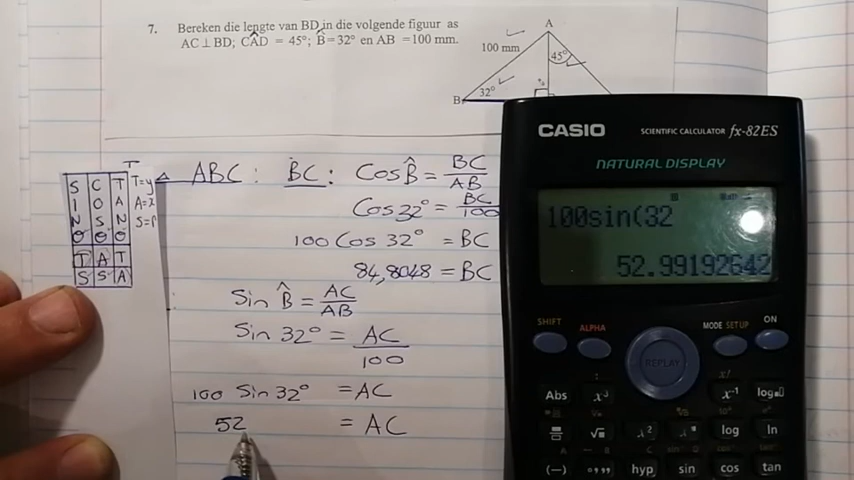 7. Bereken die lengte van BD in die volgende figuur as
AC ⊥ BD; CÂD = 45°; B̂ = 32° en AB = 100 mm.
A
100 mm
45°
32°
B
T
S C T
I O A
N S N
O O O
T A T
S S A
T=y
A=x
S=r
△ ABC : BC : Cos B̂ = BC/AB
Cos 32° = BC/100
100 Cos 32° = BC
84,8048 = BC
Sin B̂ = AC/AB
Sin 32° = AC/100
100 Sin 32° = AC
52 = AC
CASIO SCIENTIFIC CALCULATOR fx-82ES
NATURAL DISPLAY
100sin(32
52.99192642
SHIFT ALPHA REPLAY MODE SETUP ON
Abs x³ x⁻¹ log
√ x² log ln
(−) hyp sin cos tan